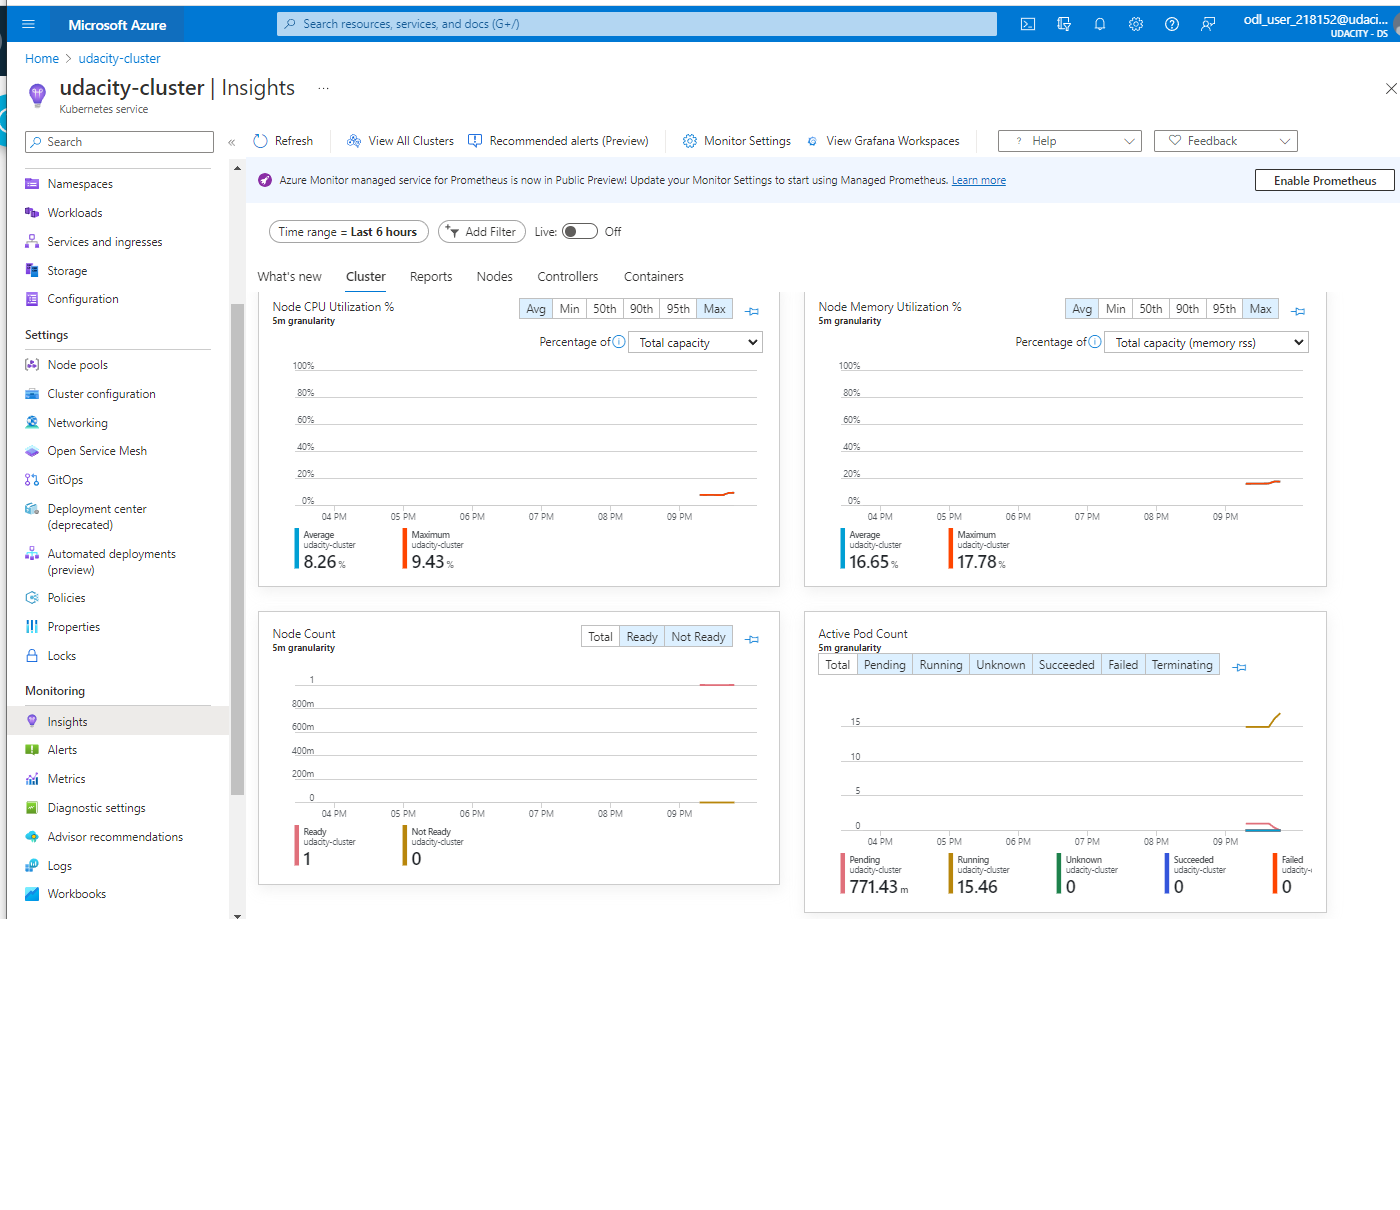 Microsoft Azure
Search resources, services, and docs (G+/)
odl_user_218152@udaci...
UDACITY - DS
Home > udacity-cluster
udacity-cluster | Insights ...
Kubernetes service
Search
«
Refresh
View All Clusters
Recommended alerts (Preview)
Monitor Settings
View Grafana Workspaces
? Help
Feedback
Azure Monitor managed service for Prometheus is now in Public Preview! Update your Monitor Settings to start using Managed Prometheus. Learn more
Enable Prometheus
Namespaces
Workloads
Services and ingresses
Storage
Configuration
Settings
Node pools
Cluster configuration
Networking
Open Service Mesh
GitOps
Deployment center
(deprecated)
Automated deployments
(preview)
Policies
Properties
Locks
Monitoring
Insights
Alerts
Metrics
Diagnostic settings
Advisor recommendations
Logs
Workbooks
Time range = Last 6 hours
Add Filter
Live: Off
What's new Cluster Reports Nodes Controllers Containers
Node CPU Utilization %
5m granularity
Avg Min 50th 90th 95th Max
Percentage of Total capacity
100%
80%
60%
40%
20%
0%
04 PM 05 PM 06 PM 07 PM 08 PM 09 PM
Average
udacity-cluster
8.26 %
Maximum
udacity-cluster
9.43 %
Node Memory Utilization %
5m granularity
Avg Min 50th 90th 95th Max
Percentage of Total capacity (memory rss)
100%
80%
60%
40%
20%
0%
04 PM 05 PM 06 PM 07 PM 08 PM 09 PM
Average
udacity-cluster
16.65 %
Maximum
udacity-cluster
17.78 %
Node Count
5m granularity
Total Ready Not Ready
1
800m
600m
400m
200m
0
04 PM 05 PM 06 PM 07 PM 08 PM 09 PM
Ready
udacity-cluster
1
Not Ready
udacity-cluster
0
Active Pod Count
5m granularity
Total Pending Running Unknown Succeeded Failed Terminating
15
10
5
0
04 PM 05 PM 06 PM 07 PM 08 PM 09 PM
Pending
udacity-cluster
771.43 m
Running
udacity-cluster
15.46
Unknown
udacity-cluster
0
Succeeded
udacity-cluster
0
Failed
udacity-
0